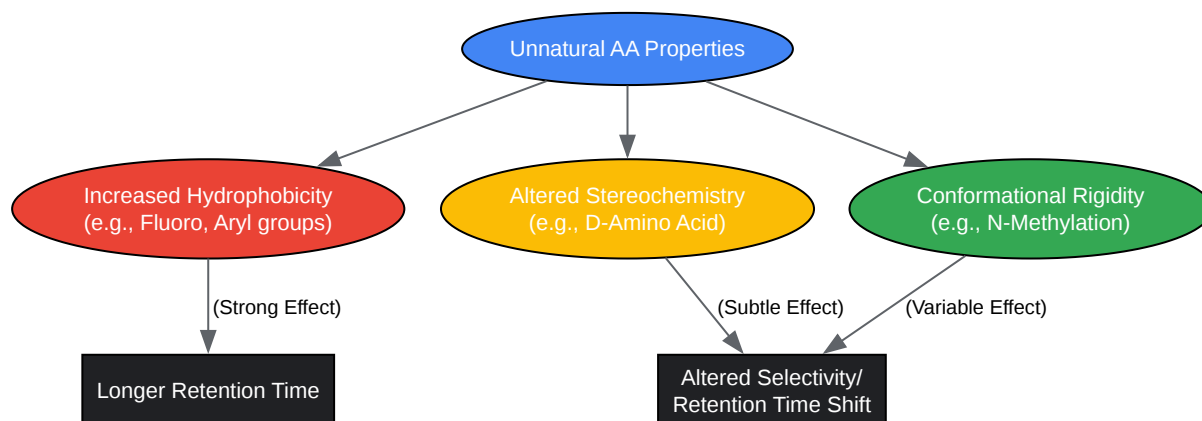 Unnatural AA Properties
Increased Hydrophobicity
(e.g., Fluoro, Aryl groups)
Altered Stereochemistry
(e.g., D-Amino Acid)
Conformational Rigidity
(e.g., N-Methylation)
(Strong Effect)
(Subtle Effect)
(Variable Effect)
Longer Retention Time
Altered Selectivity/
Retention Time Shift